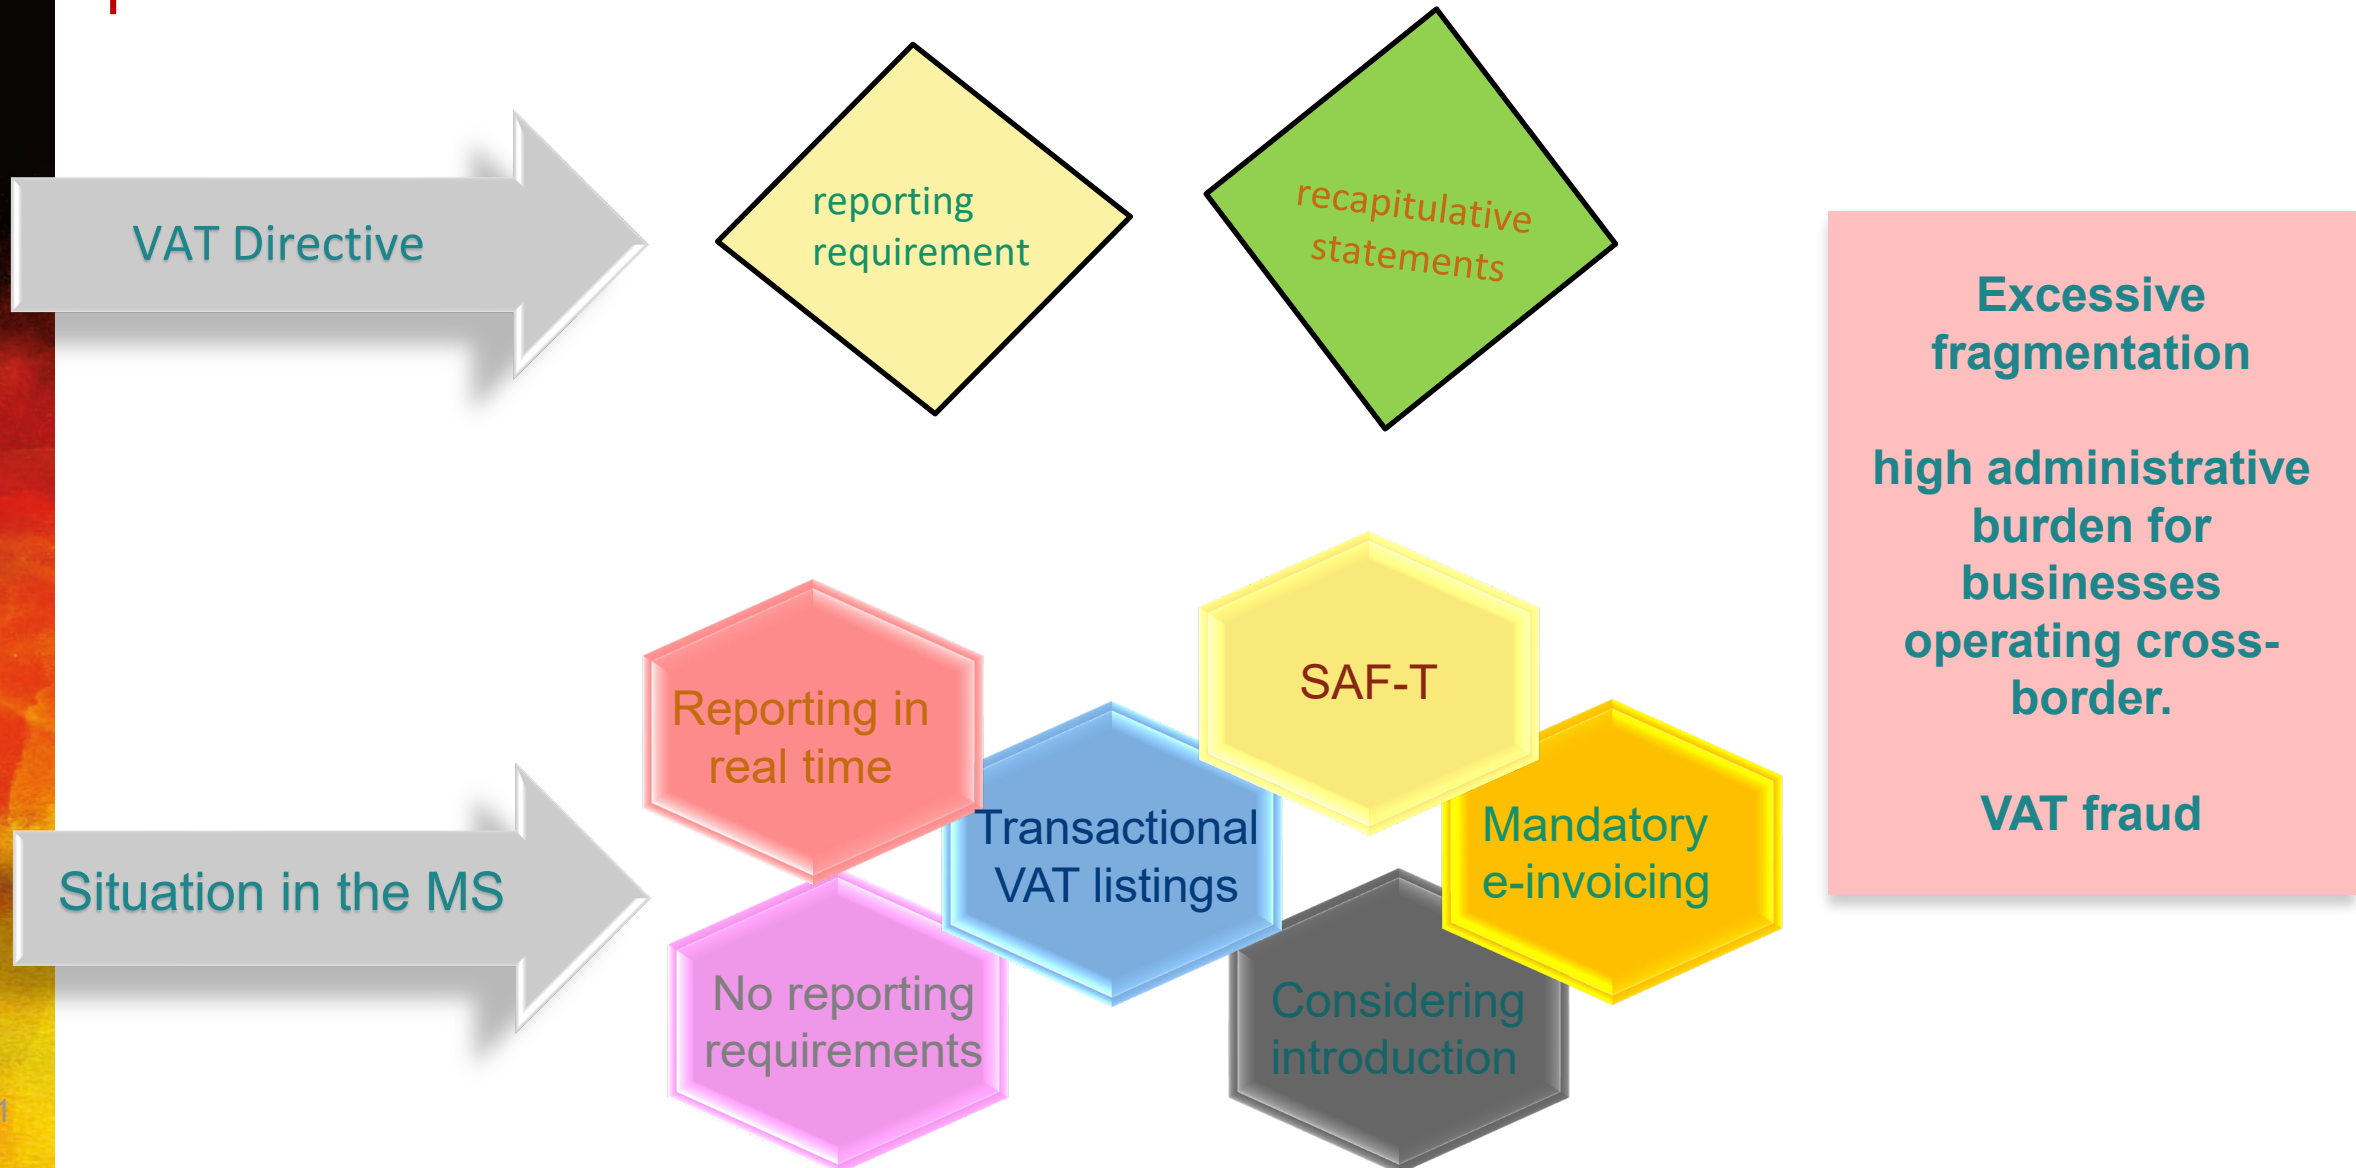 VAT Directive
reporting
requirement
recapitulative
statements
Excessive
fragmentation
high administrative
burden for
businesses
operating cross-
border.
VAT fraud
Situation in the MS
Reporting in
real time
Transactional
VAT listings
SAF-T
Mandatory
e-invoicing
No reporting
requirements
Considering
introduction